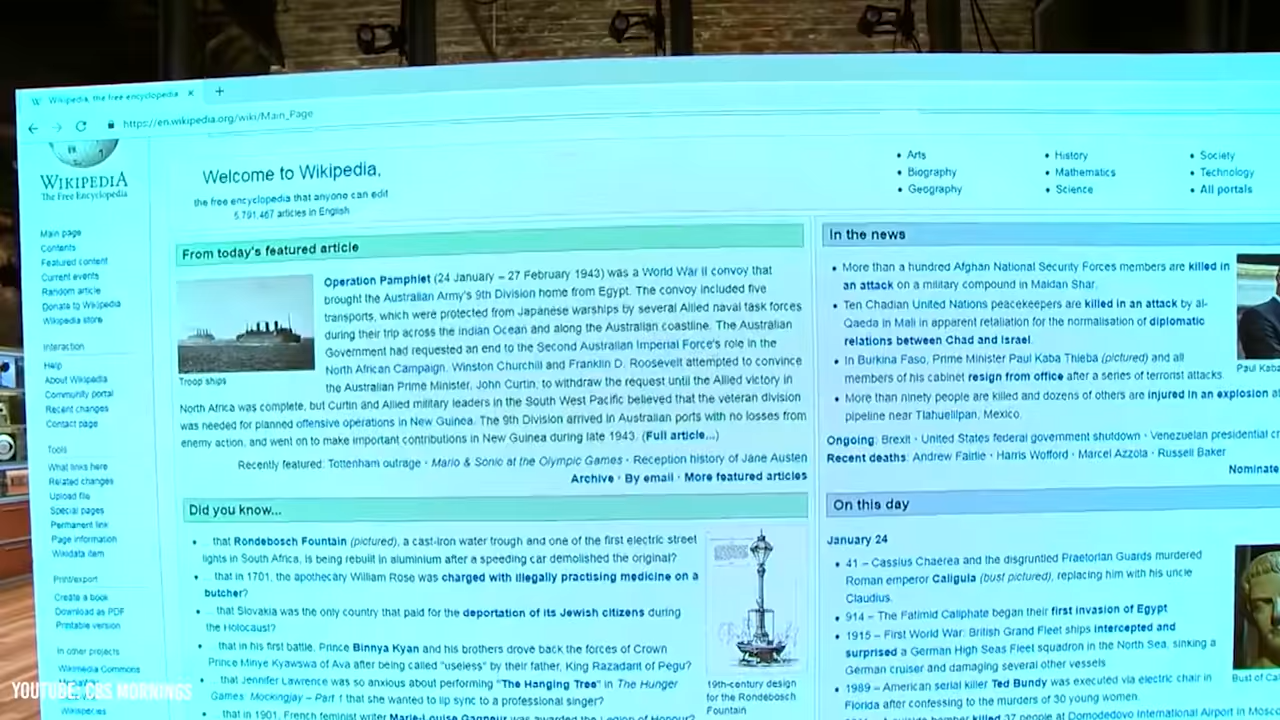 Wikipedia, the free encyclopedia
https://en.wikipedia.org/wiki/Main_Page
WIKIPEDIA
The Free Encyclopedia
Main page
Contents
Featured content
Current events
Random article
Donate to Wikipedia
Wikipedia store
Interaction
Help
About Wikipedia
Community portal
Recent changes
Contact page
Tools
What links here
Related changes
Upload file
Special pages
Permanent link
Page information
Wikidata item
Print/export
Create a book
Download as PDF
Printable version
In other projects
Wikimedia Commons
Welcome to Wikipedia,
the free encyclopedia that anyone can edit
5,791,467 articles in English
Arts
Biography
Geography
History
Mathematics
Science
Society
Technology
All portals
From today's featured article
Operation Pamphlet (24 January – 27 February 1943) was a World War II convoy that
brought the Australian Army's 9th Division home from Egypt. The convoy included five
transports, which were protected from Japanese warships by several Allied naval task forces
during their trip across the Indian Ocean and along the Australian coastline. The Australian
Government had requested an end to the Second Australian Imperial Force's role in the
North African Campaign. Winston Churchill and Franklin D. Roosevelt attempted to convince
the Australian Prime Minister, John Curtin, to withdraw the request until the Allied victory in
Troop ships
North Africa was complete, but Curtin and Allied military leaders in the South West Pacific believed that the veteran division
was needed for planned offensive operations in New Guinea. The 9th Division arrived in Australian ports with no losses from
enemy action, and went on to make important contributions in New Guinea during late 1943. (Full article...)
Recently featured: Tottenham outrage · Mario & Sonic at the Olympic Games · Reception history of Jane Austen
Archive · By email · More featured articles
Did you know...
... that Rondebosch Fountain (pictured), a cast-iron water trough and one of the first electric street
lights in South Africa, is being rebuilt in aluminium after a speeding car demolished the original?
... that in 1701, the apothecary William Rose was charged with illegally practising medicine on a
butcher?
... that Slovakia was the only country that paid for the deportation of its Jewish citizens during
the Holocaust?
... that in his first battle, Prince Binnya Kyan and his brothers drove back the forces of Crown
Prince Minye Kyawswa of Ava after being called "useless" by their father, King Razadarit of Pegu?
... that Jennifer Lawrence was so anxious about performing "The Hanging Tree" in The Hunger
Games: Mockingjay – Part 1 that she wanted to lip sync to a professional singer?
... that in 1901, French feminist writer Marie-Louise Gagneur was awarded the Legion of Honour?
19th-century design
for the Rondebosch
Fountain
In the news
More than a hundred Afghan National Security Forces members are killed in
an attack on a military compound in Maidan Shar.
Ten Chadian United Nations peacekeepers are killed in an attack by al-
Qaeda in Mali in apparent retaliation for the normalisation of diplomatic
relations between Chad and Israel.
In Burkina Faso, Prime Minister Paul Kaba Thieba (pictured) and all
members of his cabinet resign from office after a series of terrorist attacks.
More than ninety people are killed and dozens of others are injured in an explosion
pipeline near Tlahuelilpan, Mexico.
Paul Kaba
Ongoing: Brexit · United States federal government shutdown · Venezuelan presidential
Recent deaths: Andrew Fairlie · Harris Wofford · Marcel Azzola · Russell Baker
Nominate
On this day
January 24
41 – Cassius Chaerea and the disgruntled Praetorian Guards murdered
Roman emperor Caligula (bust pictured), replacing him with his uncle
Claudius.
914 – The Fatimid Caliphate began their first invasion of Egypt
1915 – First World War: British Grand Fleet ships intercepted and
surprised a German High Seas Fleet squadron in the North Sea, sinking a
German cruiser and damaging several other vessels
1989 – American serial killer Ted Bundy was executed via electric chair in
Florida after confessing to the murders of 30 young women.
killed 37 people at Domodedovo International Airport in
Bust of
YOUTUBE: CBS MORNINGS